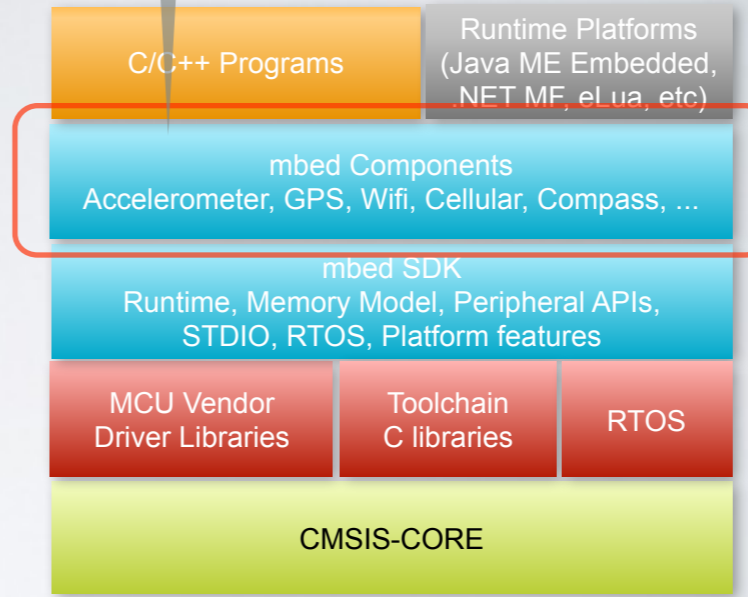 C/C++ Programs
Runtime Platforms
(Java ME Embedded,
.NET MF, eLua, etc)
mbed Components
Accelerometer, GPS, Wifi, Cellular, Compass, ...
mbed SDK
Runtime, Memory Model, Peripheral APIs,
STDIO, RTOS, Platform features
MCU Vendor
Driver Libraries
Toolchain
C libraries
RTOS
CMSIS-CORE